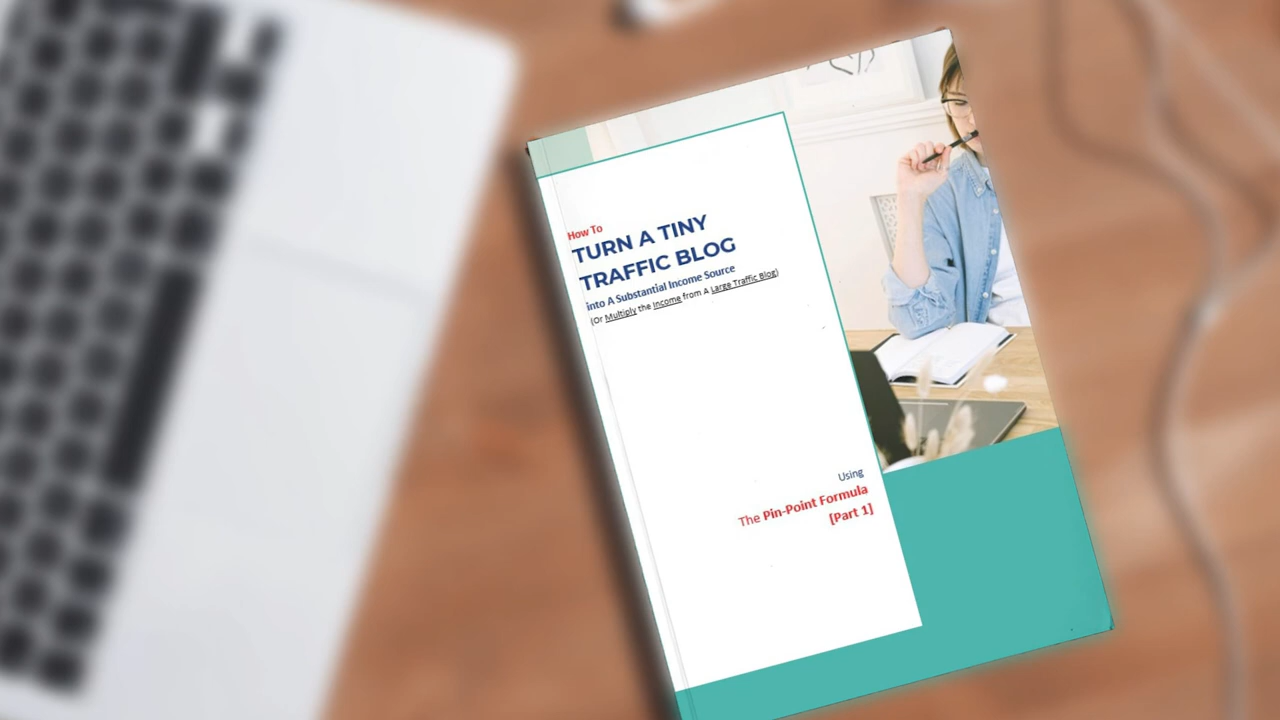 How To
TURN A TINY
TRAFFIC BLOG
into A Substantial Income Source
(Or Multiply the Income from A Large Traffic Blog)
Using
The Pin-Point Formula
[Part 1]